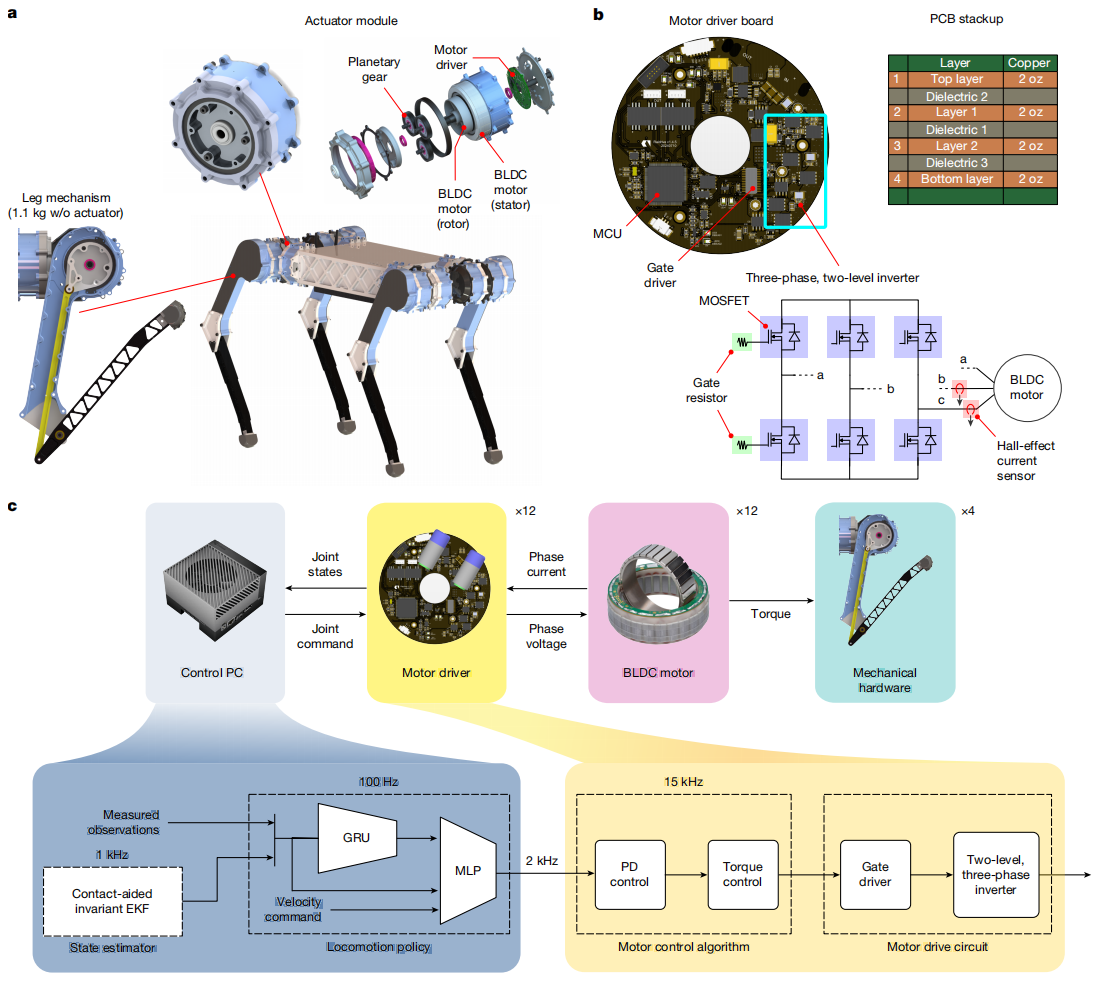 a
Actuator module
Planetary
gear
Motor
driver
BLDC
motor
(rotor)
BLDC
motor
(stator)
Leg mechanism
(1.1 kg w/o actuator)
b
Motor driver board
PCB stackup
Layer Copper
1 Top layer 2 oz
Dielectric 2
2 Layer 1 2 oz
Dielectric 1
3 Layer 2 2 oz
Dielectric 3
4 Bottom layer 2 oz
MCU
Gate
driver
Three-phase, two-level inverter
MOSFET
Gate
resistor
a
b
a
b
c
BLDC
motor
Hall-effect
current
sensor
c
×12
×12
×4
Joint
states
Joint
command
Phase
current
Phase
voltage
Torque
Control PC
Motor driver
BLDC motor
Mechanical
hardware
100 Hz
Measured
observations
1 kHz
Contact-aided
invariant EKF
State estimator
GRU
MLP
Velocity
command
Locomotion policy
2 kHz
15 kHz
PD
control
Torque
control
Motor control algorithm
Gate
driver
Two-level,
three-phase
inverter
Motor drive circuit